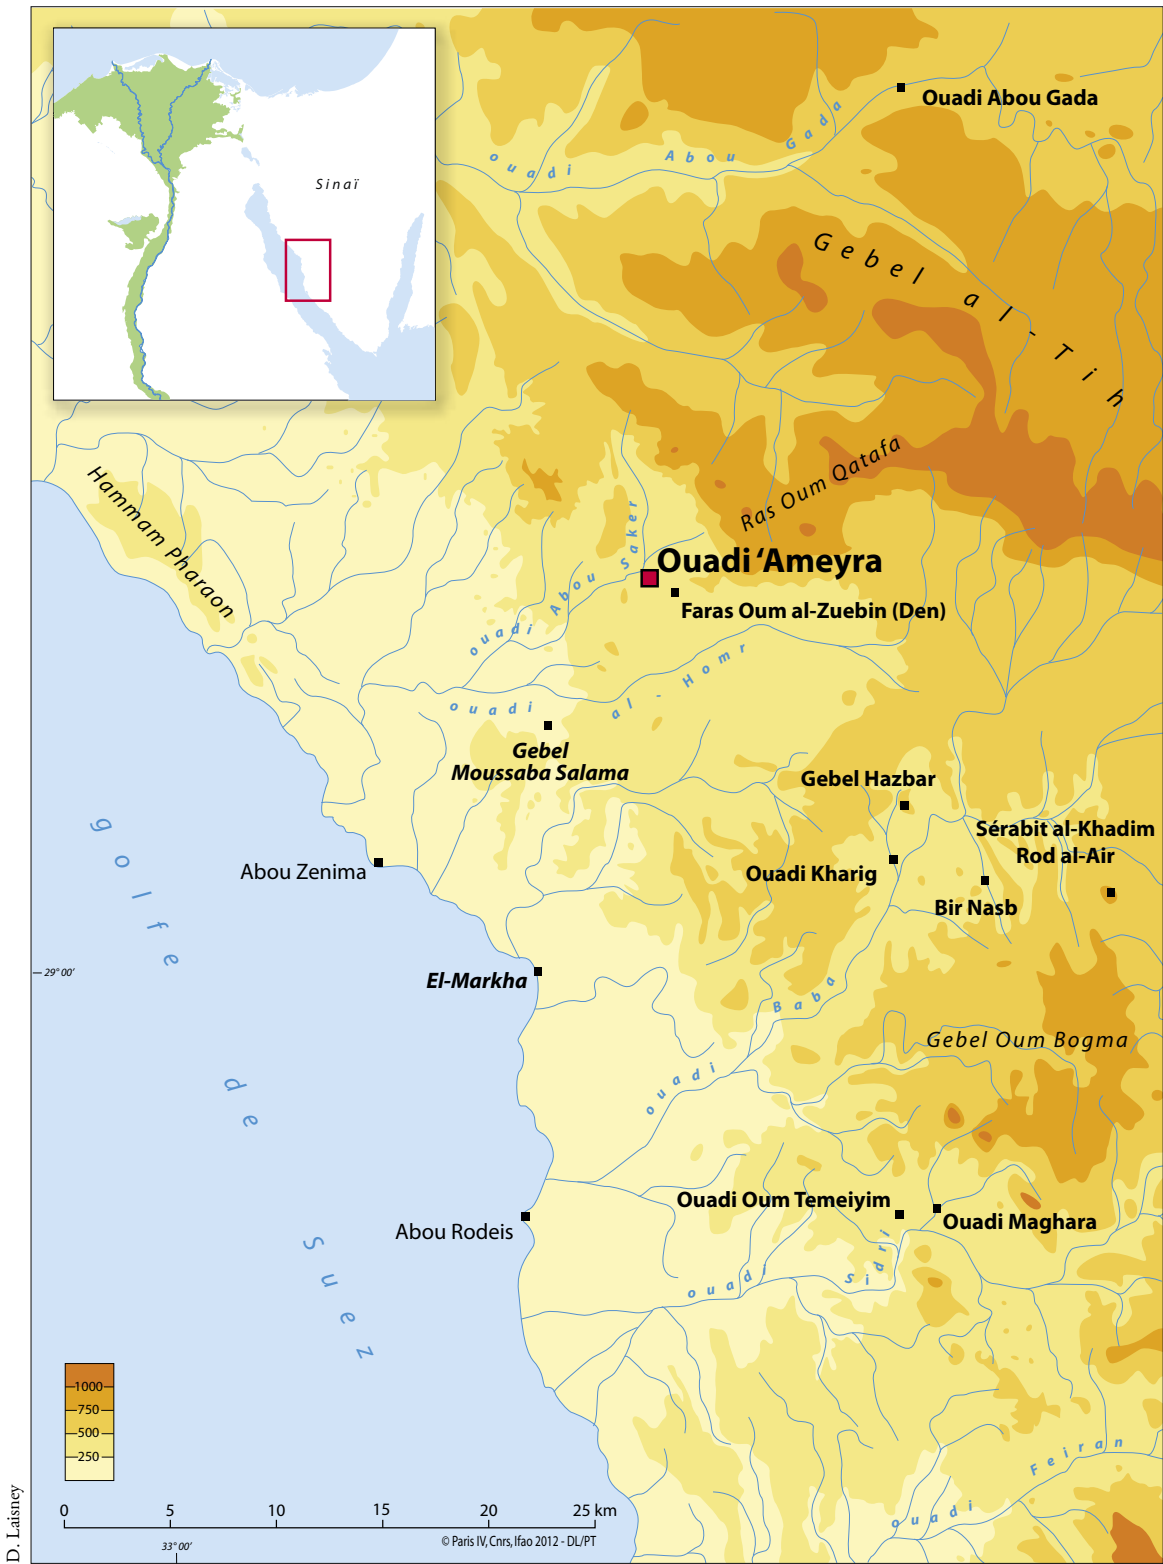 Sinaï
Ouadi Abou Gada
ouadi Abou Gada
Gebel al-Tih
Hammam Pharaon
Ras Oum Qatafa
Ouadi ‘Ameyra
ouadi Abou Saker
Faras Oum al-Zuebin (Den)
ouadi al-Homr
Gebel
Moussaba Salama
Gebel Hazbar
Sérabit al-Khadim
Rod al-Air
Abou Zenima
Ouadi Kharig
Bir Nasb
golfe de Suez
29° 00’
El-Markha
ouadi Baba
Gebel Oum Bogma
Ouadi Oum Temeiyim
Ouadi Maghara
Abou Rodeis
ouadi Sidri
1000
750
500
250
ouadi Feiran
0 5 10 15 20 25 km
© Paris IV, Cnrs, Ifao 2012 - DL/PT
33° 00’
D. Laisney